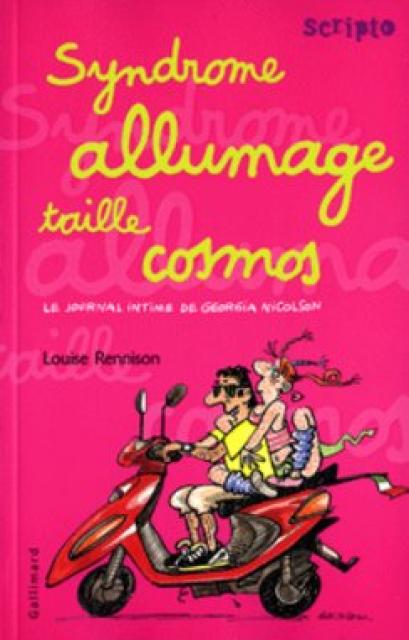 scripto
Syndrome
allumage
taille
cosmos
LE JOURNAL INTIME DE GEORGIA NICOLSON
Louise Rennison
Gallimard